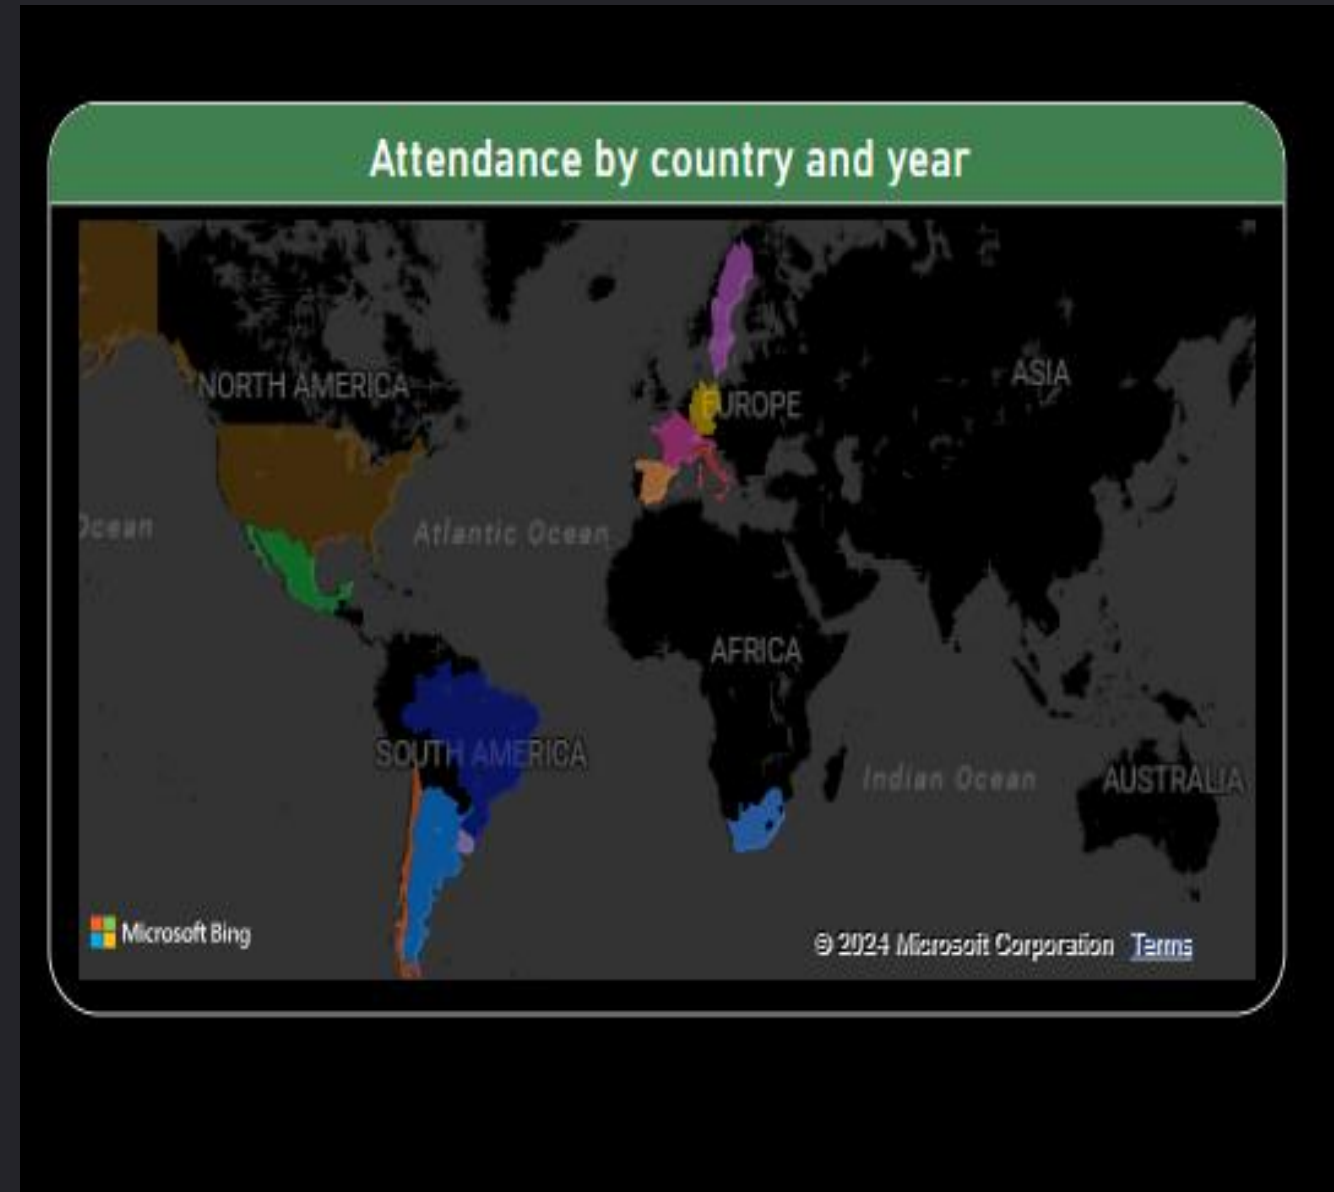 Attendance by country and year
NORTH AMERICA
ASIA
EUROPE
Ocean
Atlantic Ocean
AFRICA
SOUTH AMERICA
Indian Ocean
AUSTRALIA
Microsoft Bing
© 2024 Microsoft Corporation Terms